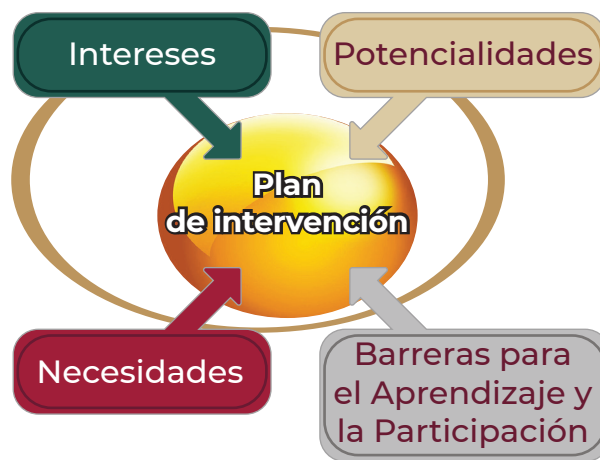 Intereses
Potencialidades
Plan
de intervención
Necesidades
Barreras para
el Aprendizaje y
la Participación